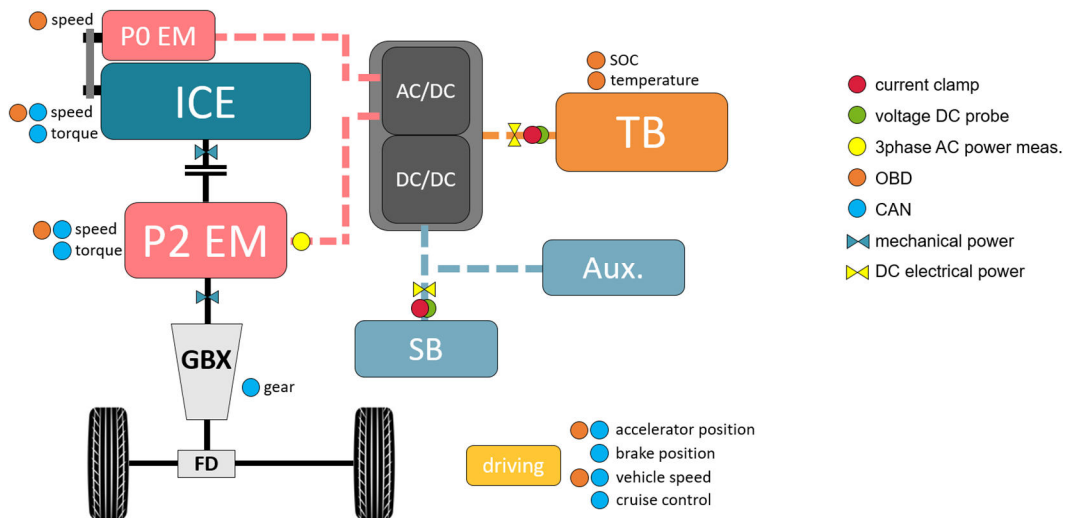 speed
P0 EM
ICE
speed
torque
AC/DC
DC/DC
SOC
temperature
TB
current clamp
voltage DC probe
3phase AC power meas.
OBD
CAN
mechanical power
DC electrical power
speed
torque
P2 EM
Aux.
SB
GBX
gear
FD
driving
accelerator position
brake position
vehicle speed
cruise control